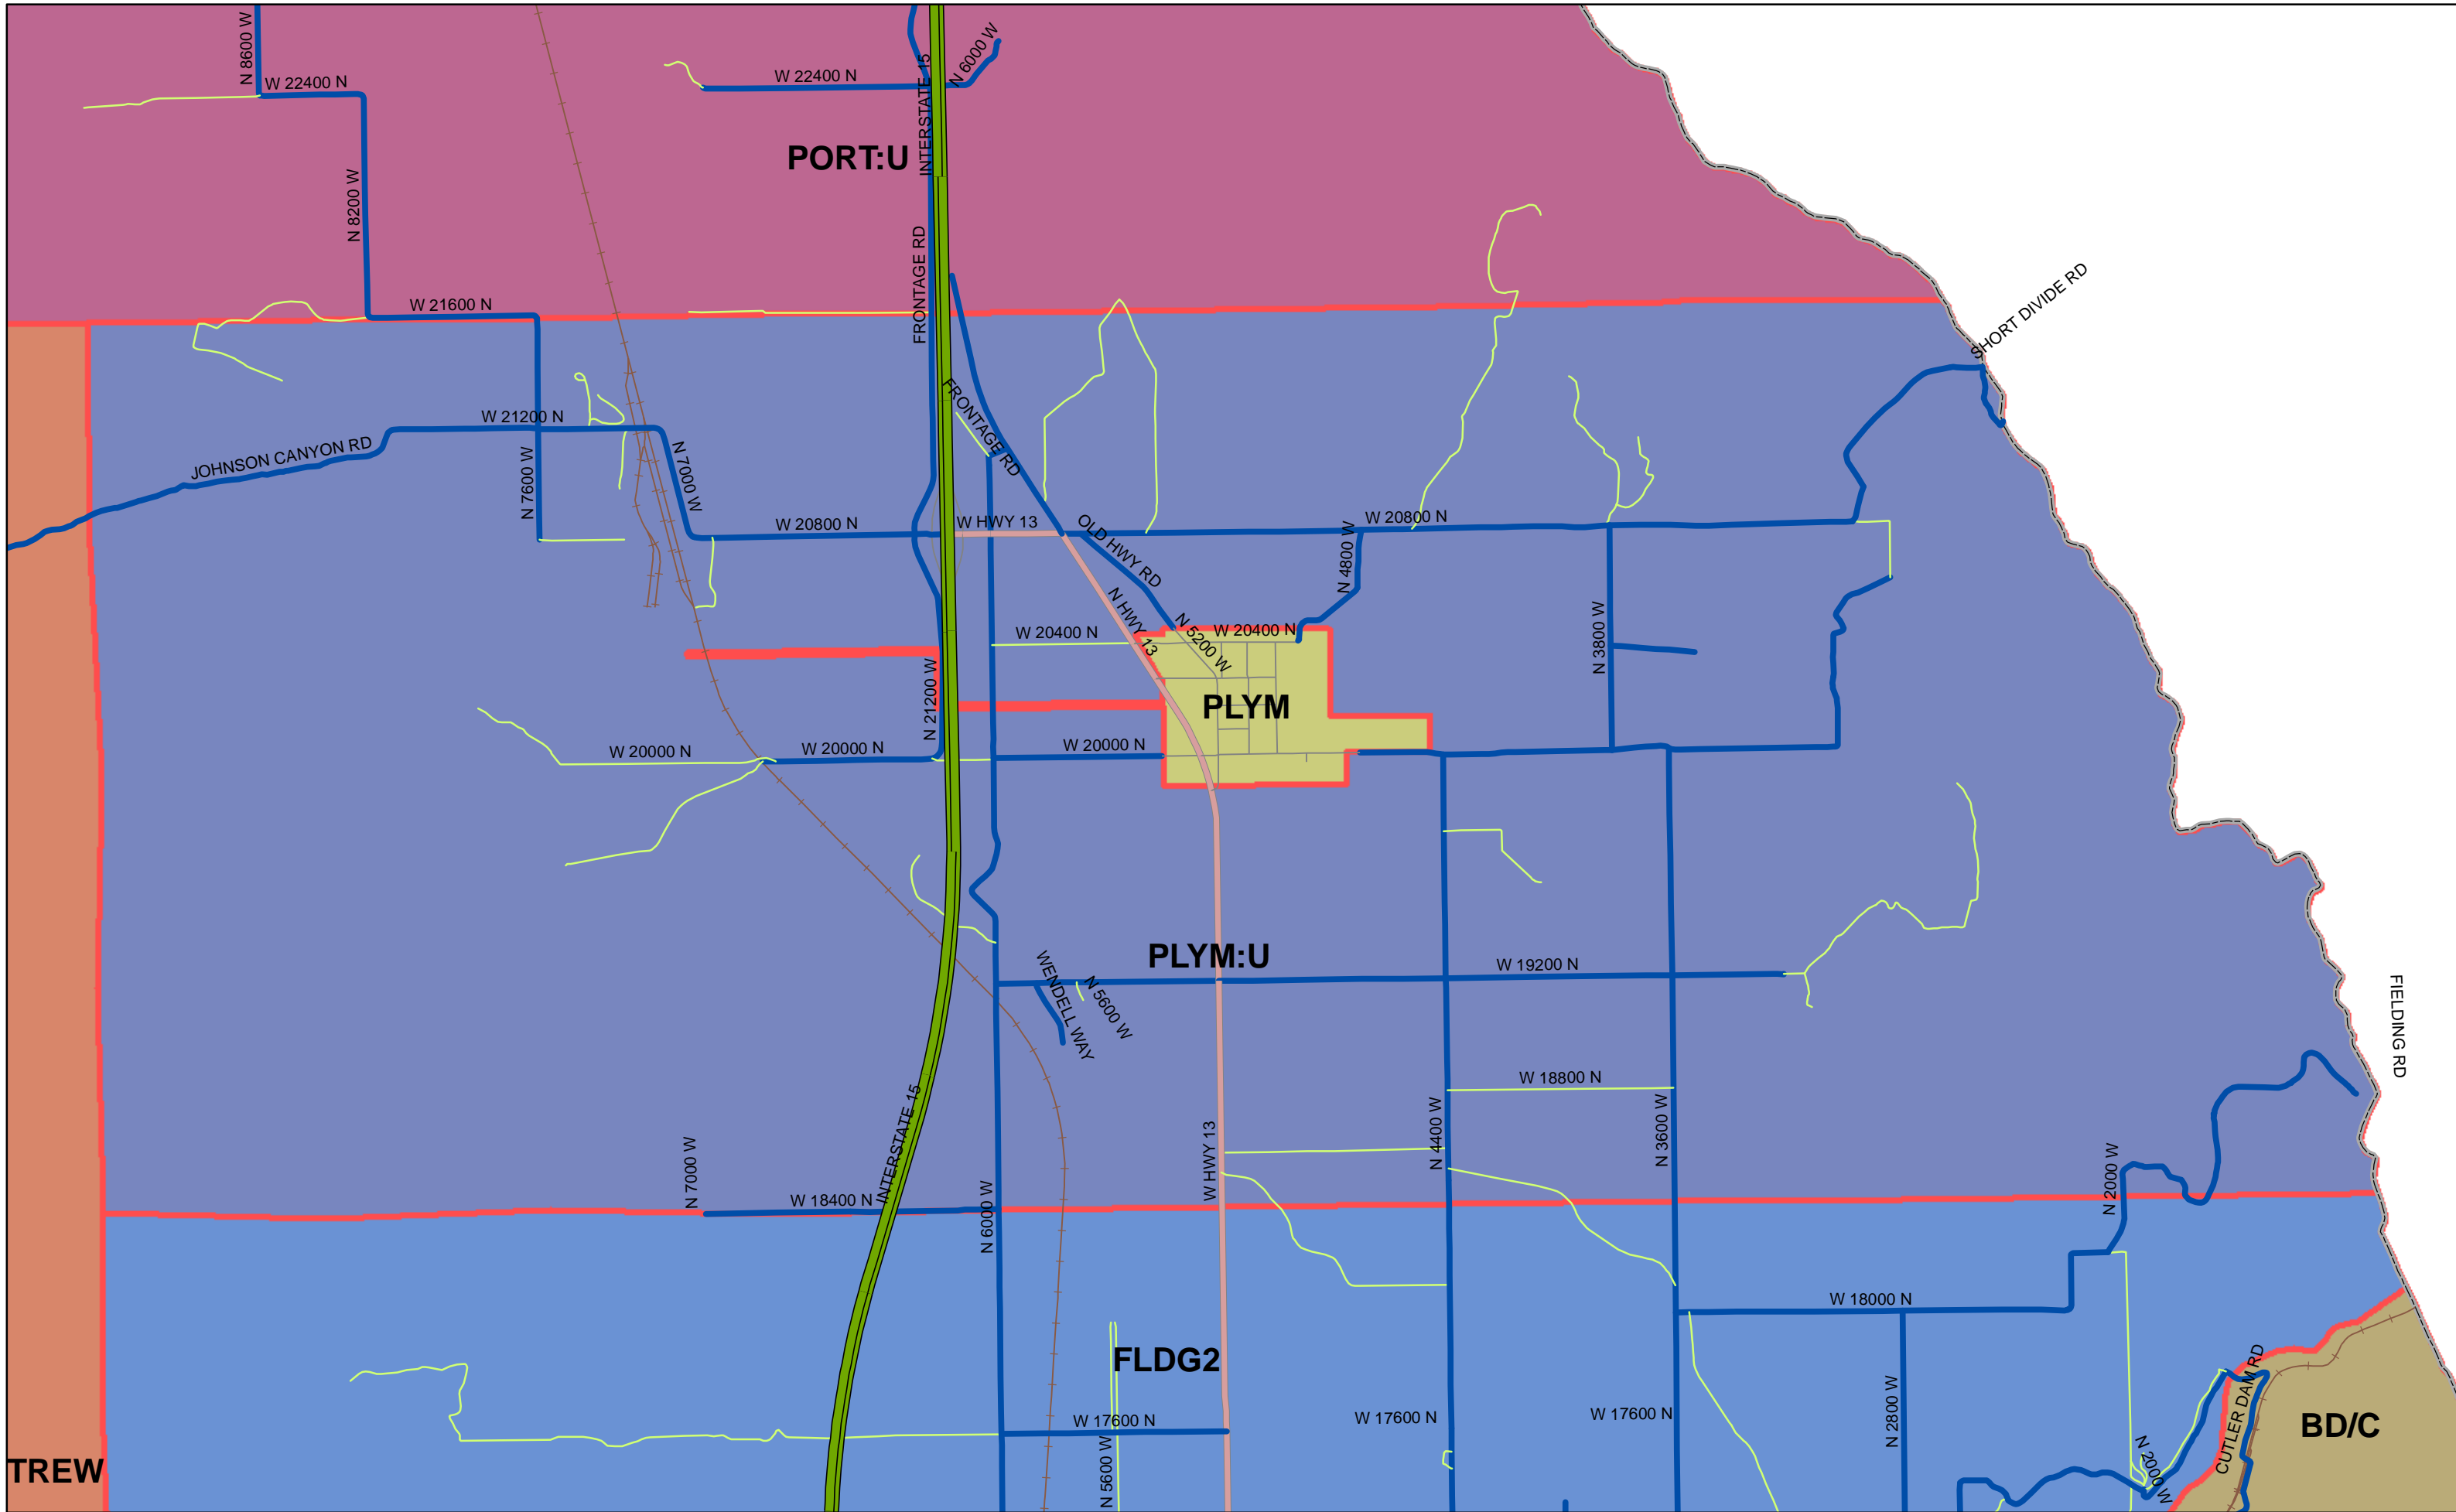 N 8600 W
W 22400 N
W 22400 N
N 6000 W
INTERSTATE 15
PORT:U
N 8200 W
FRONTAGE RD
W 21600 N
SHORT DIVIDE RD
FRONTAGE RD
W 21200 N
JOHNSON CANYON RD
N 7600 W
N 7000 W
W 20800 N
W HWY 13
OLD HWY RD
W 20800 N
N 4800 W
N HWY 13
N 5200 W
W 20400 N
W 20400 N
N 3800 W
N 21200 W
PLYM
W 20000 N
W 20000 N
W 20000 N
PLYM:U
W 19200 N
WENDELL WAY
N 5600 W
FIELDING RD
W 18800 N
INTERSTATE 15
N 7000 W
W 18400 N
N 6000 W
W HWY 13
N 4400 W
N 3600 W
N 2000 W
W 18000 N
FLDG2
W 17600 N
W 17600 N
W 17600 N
N 2800 W
CUTLER DAM RD
BD/C
TREW
N 5600 W
N 2000 W